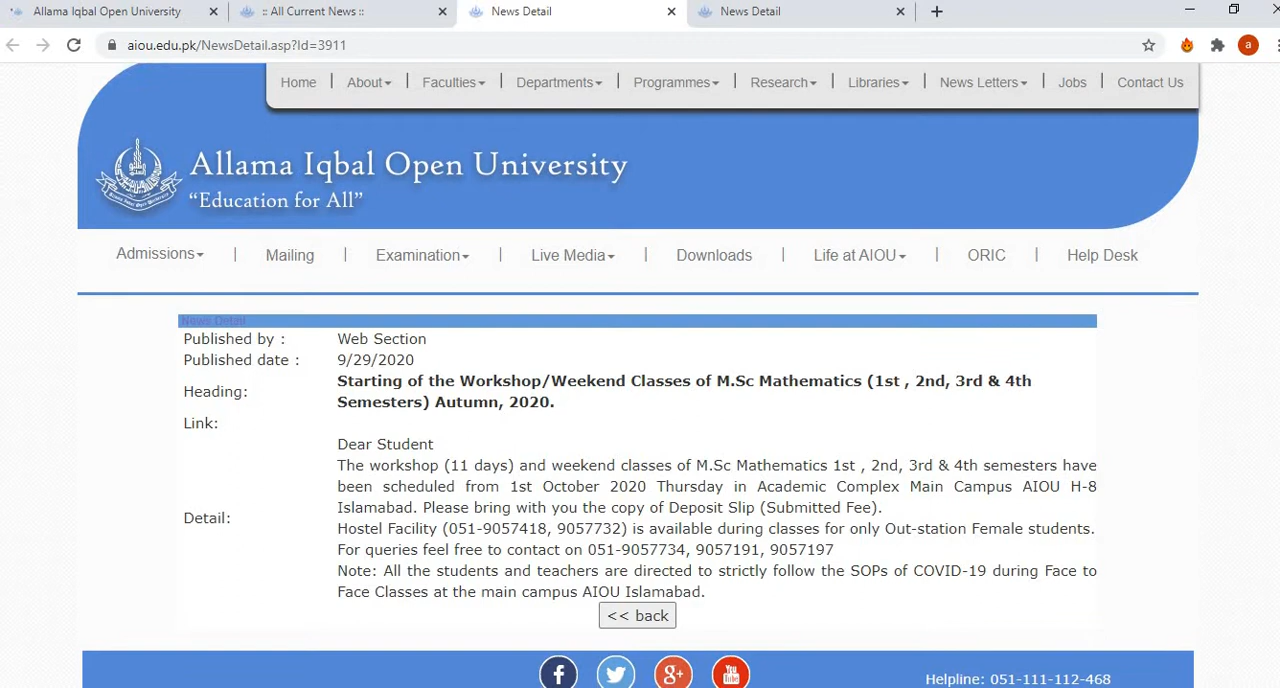 Allama Iqbal Open University
:: All Current News ::
News Detail
News Detail
aiou.edu.pk/NewsDetail.asp?Id=3911
a
Home | About | Faculties | Departments | Programmes | Research | Libraries | News Letters | Jobs | Contact Us
Allama Iqbal Open University
“Education for All”
Admissions | Mailing | Examination | Live Media | Downloads | Life at AIOU | ORIC | Help Desk
News Detail
Published by : Web Section
Published date : 9/29/2020
Heading: Starting of the Workshop/Weekend Classes of M.Sc Mathematics (1st , 2nd, 3rd & 4th
Semesters) Autumn, 2020.
Link:
Detail:
Dear Student
The workshop (11 days) and weekend classes of M.Sc Mathematics 1st , 2nd, 3rd & 4th semesters have
been scheduled from 1st October 2020 Thursday in Academic Complex Main Campus AIOU H-8
Islamabad. Please bring with you the copy of Deposit Slip (Submitted Fee).
Hostel Facility (051-9057418, 9057732) is available during classes for only Out-station Female students.
For queries feel free to contact on 051-9057734, 9057191, 9057197
Note: All the students and teachers are directed to strictly follow the SOPs of COVID-19 during Face to
Face Classes at the main campus AIOU Islamabad.
<< back
f
g+
You Tube
Helpline: 051-111-112-468